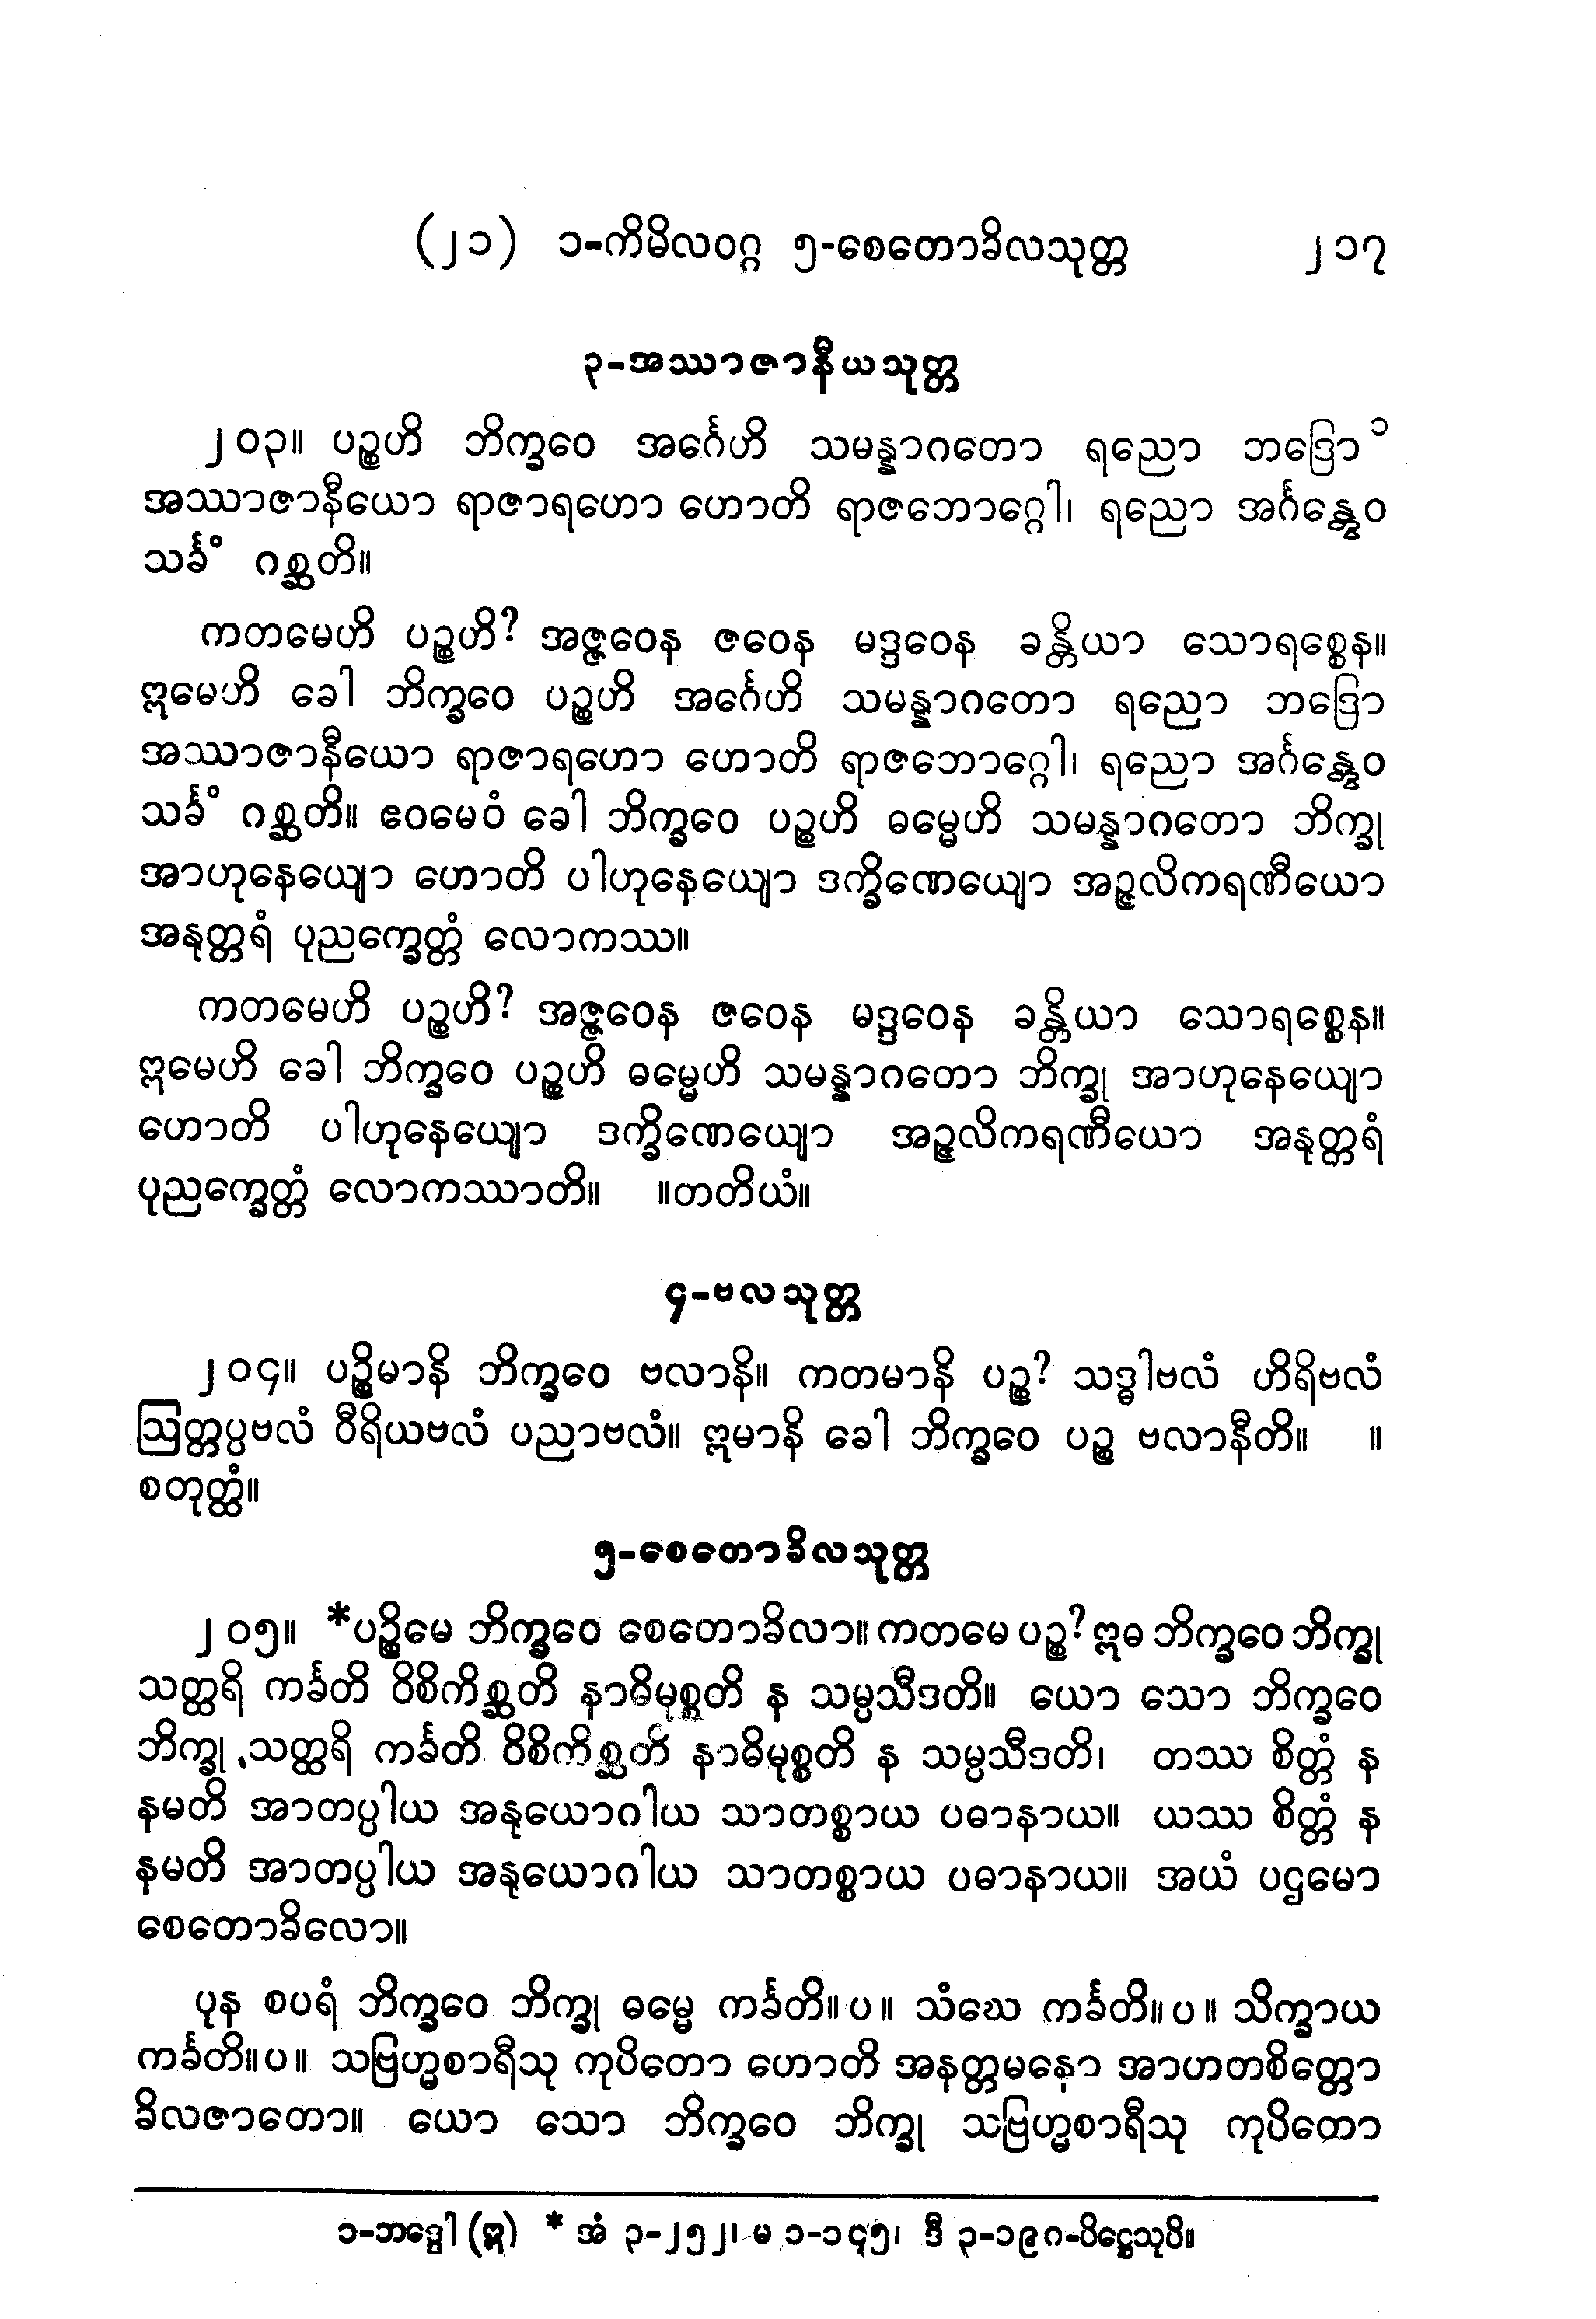 (၂၁) ၁-ကိမိလဝဂ္ဂ ၅-စေတောခိလသုတ္တ ၂၁၇
၃-အဿာဇာနီယသုတ္တ
၂၀၃။ ပဉ္စဟိ ဘိက္ခဝေ အင်္ဂေဟိ သမန္နာဂတော ရညော ဘဒြော ၁
အဿာဇာနီယော ရာဇာရဟော ဟောတိ ရာဇဘောဂ္ဂေါ၊ ရညော အင်္ဂန္တွေဝ
သင်္ခံ ဂစ္ဆတိ။
ကတမေဟိ ပဉ္စဟိ? အဇ္ဇဝေန ဇဝေန မဒ္ဒဝေန ခန္တိယာ သောရစ္စေန။
ဣမေဟိ ခေါ ဘိက္ခဝေ ပဉ္စဟိ အင်္ဂေဟိ သမန္နာဂတော ရညော ဘဒြော
အဿာဇာနီယော ရာဇာရဟော ဟောတိ ရာဇဘောဂ္ဂေါ၊ ရညော အင်္ဂန္တွေဝ
သင်္ခံ ဂစ္ဆတိ။ ဧဝမေဝံ ခေါ ဘိက္ခဝေ ပဉ္စဟိ ဓမ္မေဟိ သမန္နာဂတော ဘိက္ခု
အာဟုနေယျော ဟောတိ ပါဟုနေယျော ဒက္ခိဏေယျော အဉ္ဇလိကရဏီယော
အနုတ္တရံ ပုညက္ခေတ္တံ လောကဿ။
ကတမေဟိ ပဉ္စဟိ? အဇ္ဇဝေန ဇဝေန မဒ္ဒဝေန ခန္တိယာ သောရစ္စေန။
ဣမေဟိ ခေါ ဘိက္ခဝေ ပဉ္စဟိ ဓမ္မေဟိ သမန္နာဂတော ဘိက္ခု အာဟုနေယျော
ဟောတိ ပါဟုနေယျော ဒက္ခိဏေယျော အဉ္ဇလိကရဏီယော အနုတ္တရံ
ပုညက္ခေတ္တံ လောကဿာတိ။ ။တတိယံ။
၄-ဗလသုတ္တ
၂၀၄။ ပဉ္စိမာနိ ဘိက္ခဝေ ဗလာနိ။ ကတမာနိ ပဉ္စ? သဒ္ဓါဗလံ ဟိရိဗလံ
ဩတ္တပ္ပဗလံ ဝီရိယဗလံ ပညာဗလံ။ ဣမာနိ ခေါ ဘိက္ခဝေ ပဉ္စ ဗလာနီတိ။ ။
စတုတ္ထံ။
၅-စေတောခိလသုတ္တ
၂၀၅။ *ပဉ္စိမေ ဘိက္ခဝေ စေတောခိလာ။ ကတမေ ပဉ္စ? ဣဓ ဘိက္ခဝေ ဘိက္ခု
သတ္ထရိ ကင်္ခတိ ဝိစိကိစ္ဆတိ နာဓိမုစ္စတိ န သမ္ပသီဒတိ။ ယော သော ဘိက္ခဝေ
ဘိက္ခု သတ္ထရိ ကင်္ခတိ ဝိစိကိစ္ဆတိ နာဓိမုစ္စတိ န သမ္ပသီဒတိ၊ တဿ စိတ္တံ န
နမတိ အာတပ္ပါယ အနုယောဂါယ သာတစ္စာယ ပဓာနာယ။ ယဿ စိတ္တံ န
နမတိ အာတပ္ပါယ အနုယောဂါယ သာတစ္စာယ ပဓာနာယ။ အယံ ပဌမော
စေတောခိလော။
ပုန စပရံ ဘိက္ခဝေ ဘိက္ခု ဓမ္မေ ကင်္ခတိ။ပ။ သံဃေ ကင်္ခတိ။ပ။ သိက္ခာယ
ကင်္ခတိ။ပ။ သဗြဟ္မစာရီသု ကုပိတော ဟောတိ အနတ္တမနော အာဟတစိတ္တော
ခိလဇာတော။ ယော သော ဘိက္ခဝေ ဘိက္ခု သဗြဟ္မစာရီသု ကုပိတော
၁-ဘဒ္ဒေါ (ဣ) * အံ ၃-၂၅၂၊ မ ၁-၁၄၅၊ ဒီ ၃-၁၉၈-ပိဋ္ဌေသုပိ။